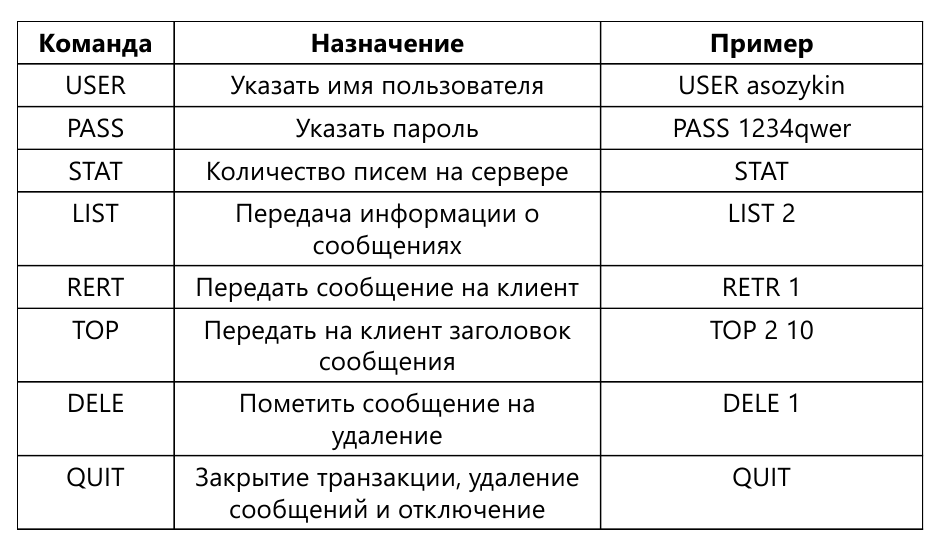 Команда Назначение Пример
USER Указать имя пользователя USER asozykin
PASS Указать пароль PASS 1234qwer
STAT Количество писем на сервере STAT
LIST Передача информации о LIST 2
сообщениях
RERT Передать сообщение на клиент RETR 1
TOP Передать на клиент заголовок TOP 2 10
сообщения
DELE Пометить сообщение на DELE 1
удаление
QUIT Закрытие транзакции, удаление QUIT
сообщений и отключение